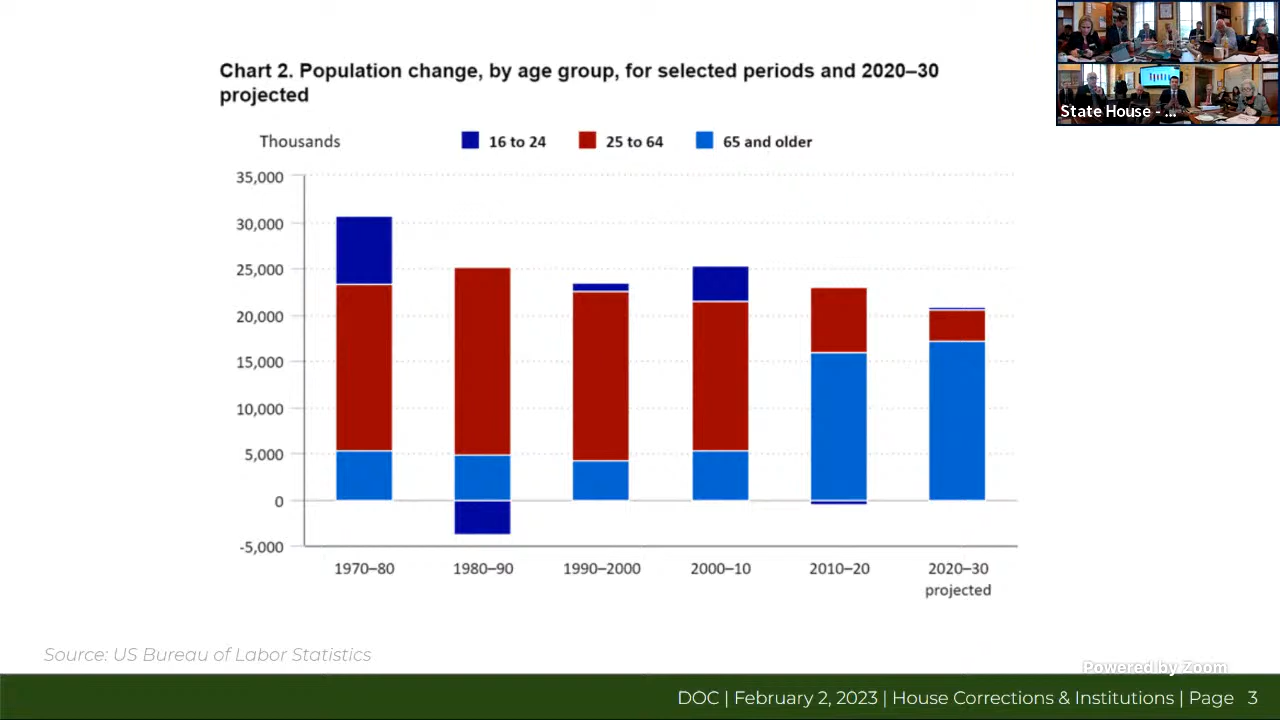 Chart 2. Population change, by age group, for selected periods and 2020–30
projected
Thousands
16 to 24
25 to 64
65 and older
35,000
30,000
25,000
20,000
15,000
10,000
5,000
0
-5,000
1970–80
1980–90
1990–2000
2000–10
2010–20
2020–30
projected
State House - ...
Source: US Bureau of Labor Statistics
Powered by Zoom
DOC | February 2, 2023 | House Corrections & Institutions | Page 3